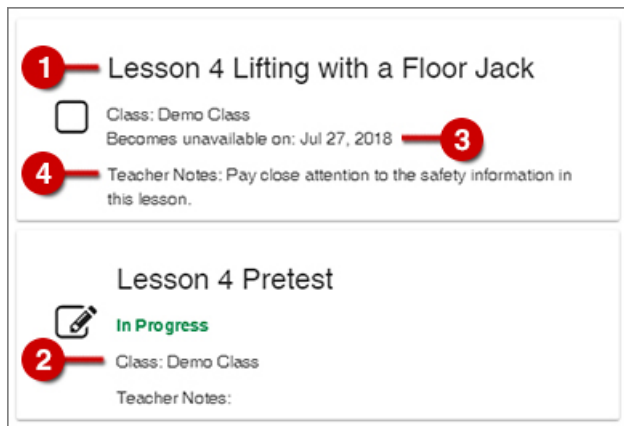 1 Lesson 4 Lifting with a Floor Jack
Class: Demo Class
Becomes unavailable on: Jul 27, 2018 3
4 Teacher Notes: Pay close attention to the safety information in
this lesson.
Lesson 4 Pretest
In Progress
2 Class: Demo Class
Teacher Notes: